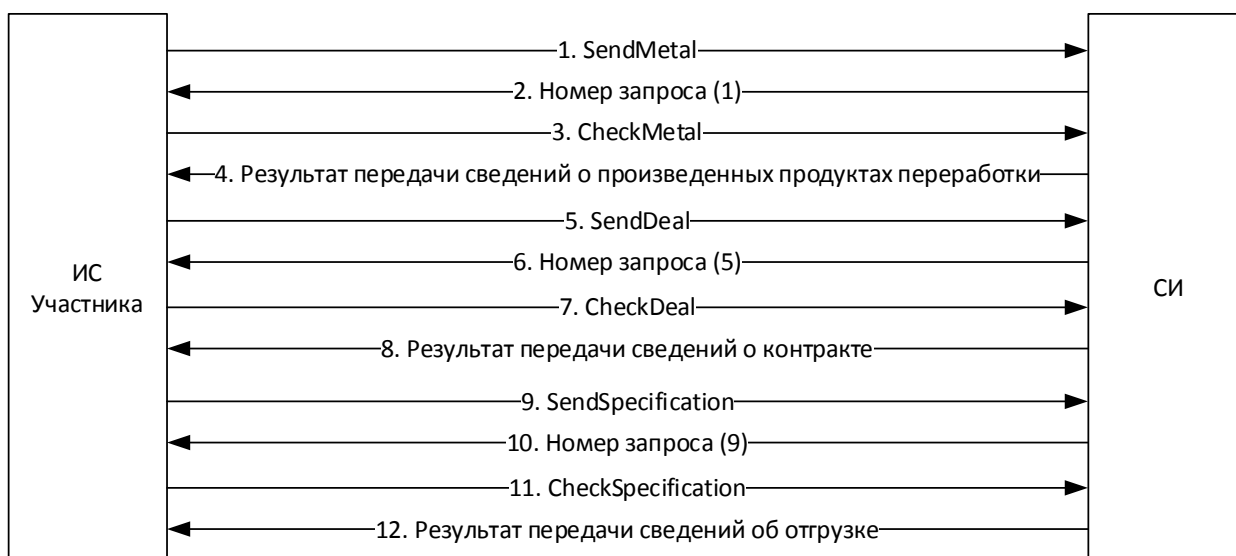 1. SendMetal
2. Номер запроса (1)
3. CheckMetal
4. Результат передачи сведений о произведенных продуктах переработки
5. SendDeal
6. Номер запроса (5)
ИС
Участника
7. CheckDeal
СИ
8. Результат передачи сведений о контракте
9. SendSpecification
10. Номер запроса (9)
11. CheckSpecification
12. Результат передачи сведений об отгрузке